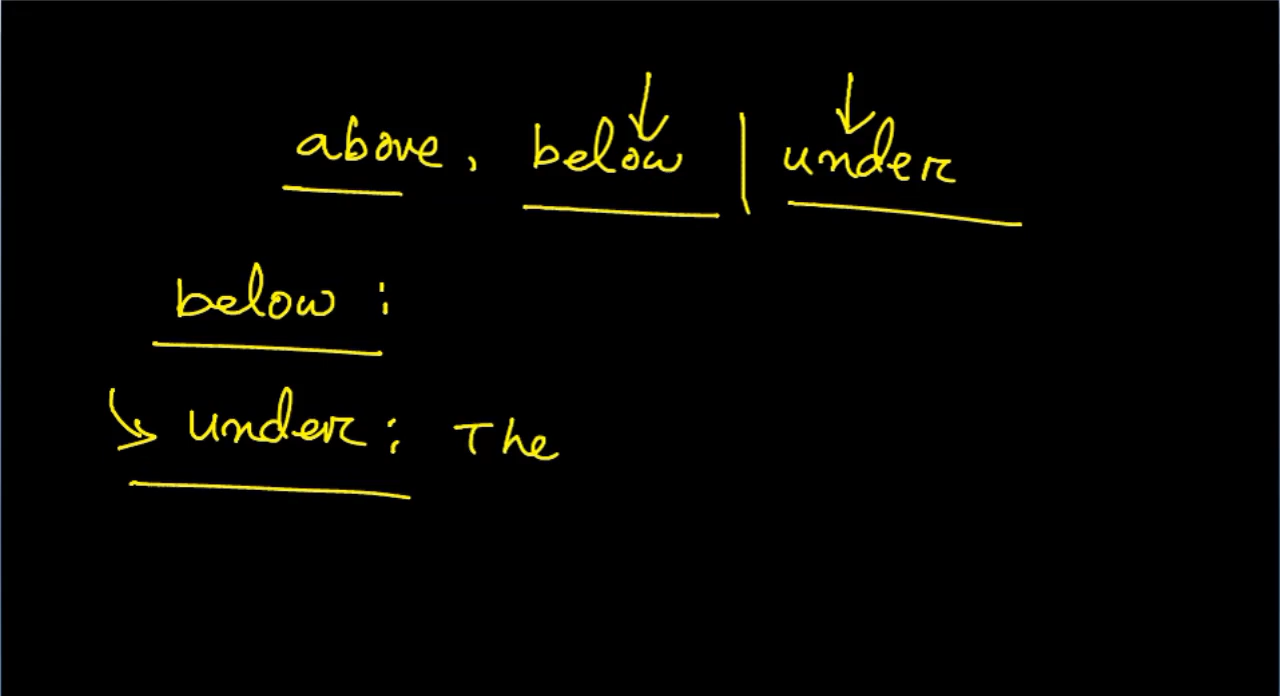 above, below | under
below :
under : The